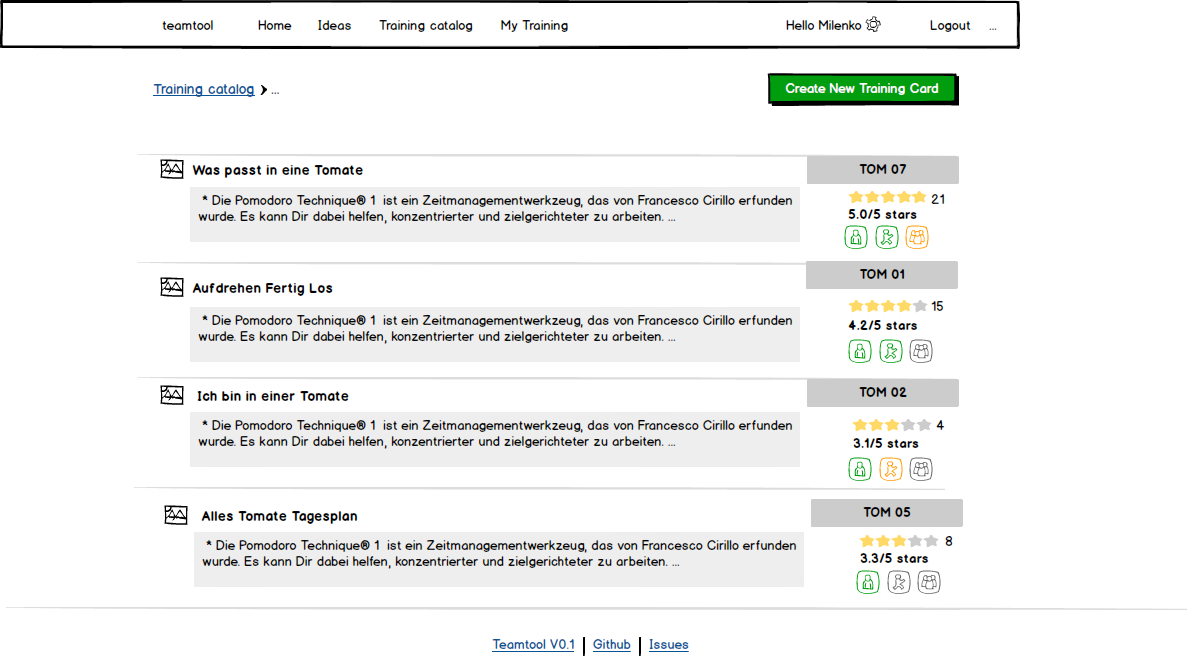 teamtool Home Ideas Training catalog My Training Hello Milenko Logout ...
Training catalog ...
Create New Training Card
Was passt in eine Tomate
TOM 07
* Die Pomodoro Technique® 1 ist ein Zeitmanagementwerkzeug, das von Francesco Cirillo erfunden
wurde. Es kann Dir dabei helfen, konzentrierter und zielgerichteter zu arbeiten. ...
21
5.0/5 stars
Aufdrehen Fertig Los
TOM 01
* Die Pomodoro Technique® 1 ist ein Zeitmanagementwerkzeug, das von Francesco Cirillo erfunden
wurde. Es kann Dir dabei helfen, konzentrierter und zielgerichteter zu arbeiten. ...
15
4.2/5 stars
Ich bin in einer Tomate
TOM 02
* Die Pomodoro Technique® 1 ist ein Zeitmanagementwerkzeug, das von Francesco Cirillo erfunden
wurde. Es kann Dir dabei helfen, konzentrierter und zielgerichteter zu arbeiten. ...
4
3.1/5 stars
Alles Tomate Tagesplan
TOM 05
* Die Pomodoro Technique® 1 ist ein Zeitmanagementwerkzeug, das von Francesco Cirillo erfunden
wurde. Es kann Dir dabei helfen, konzentrierter und zielgerichteter zu arbeiten. ...
8
3.3/5 stars
Teamtool V0.1 | Github | Issues